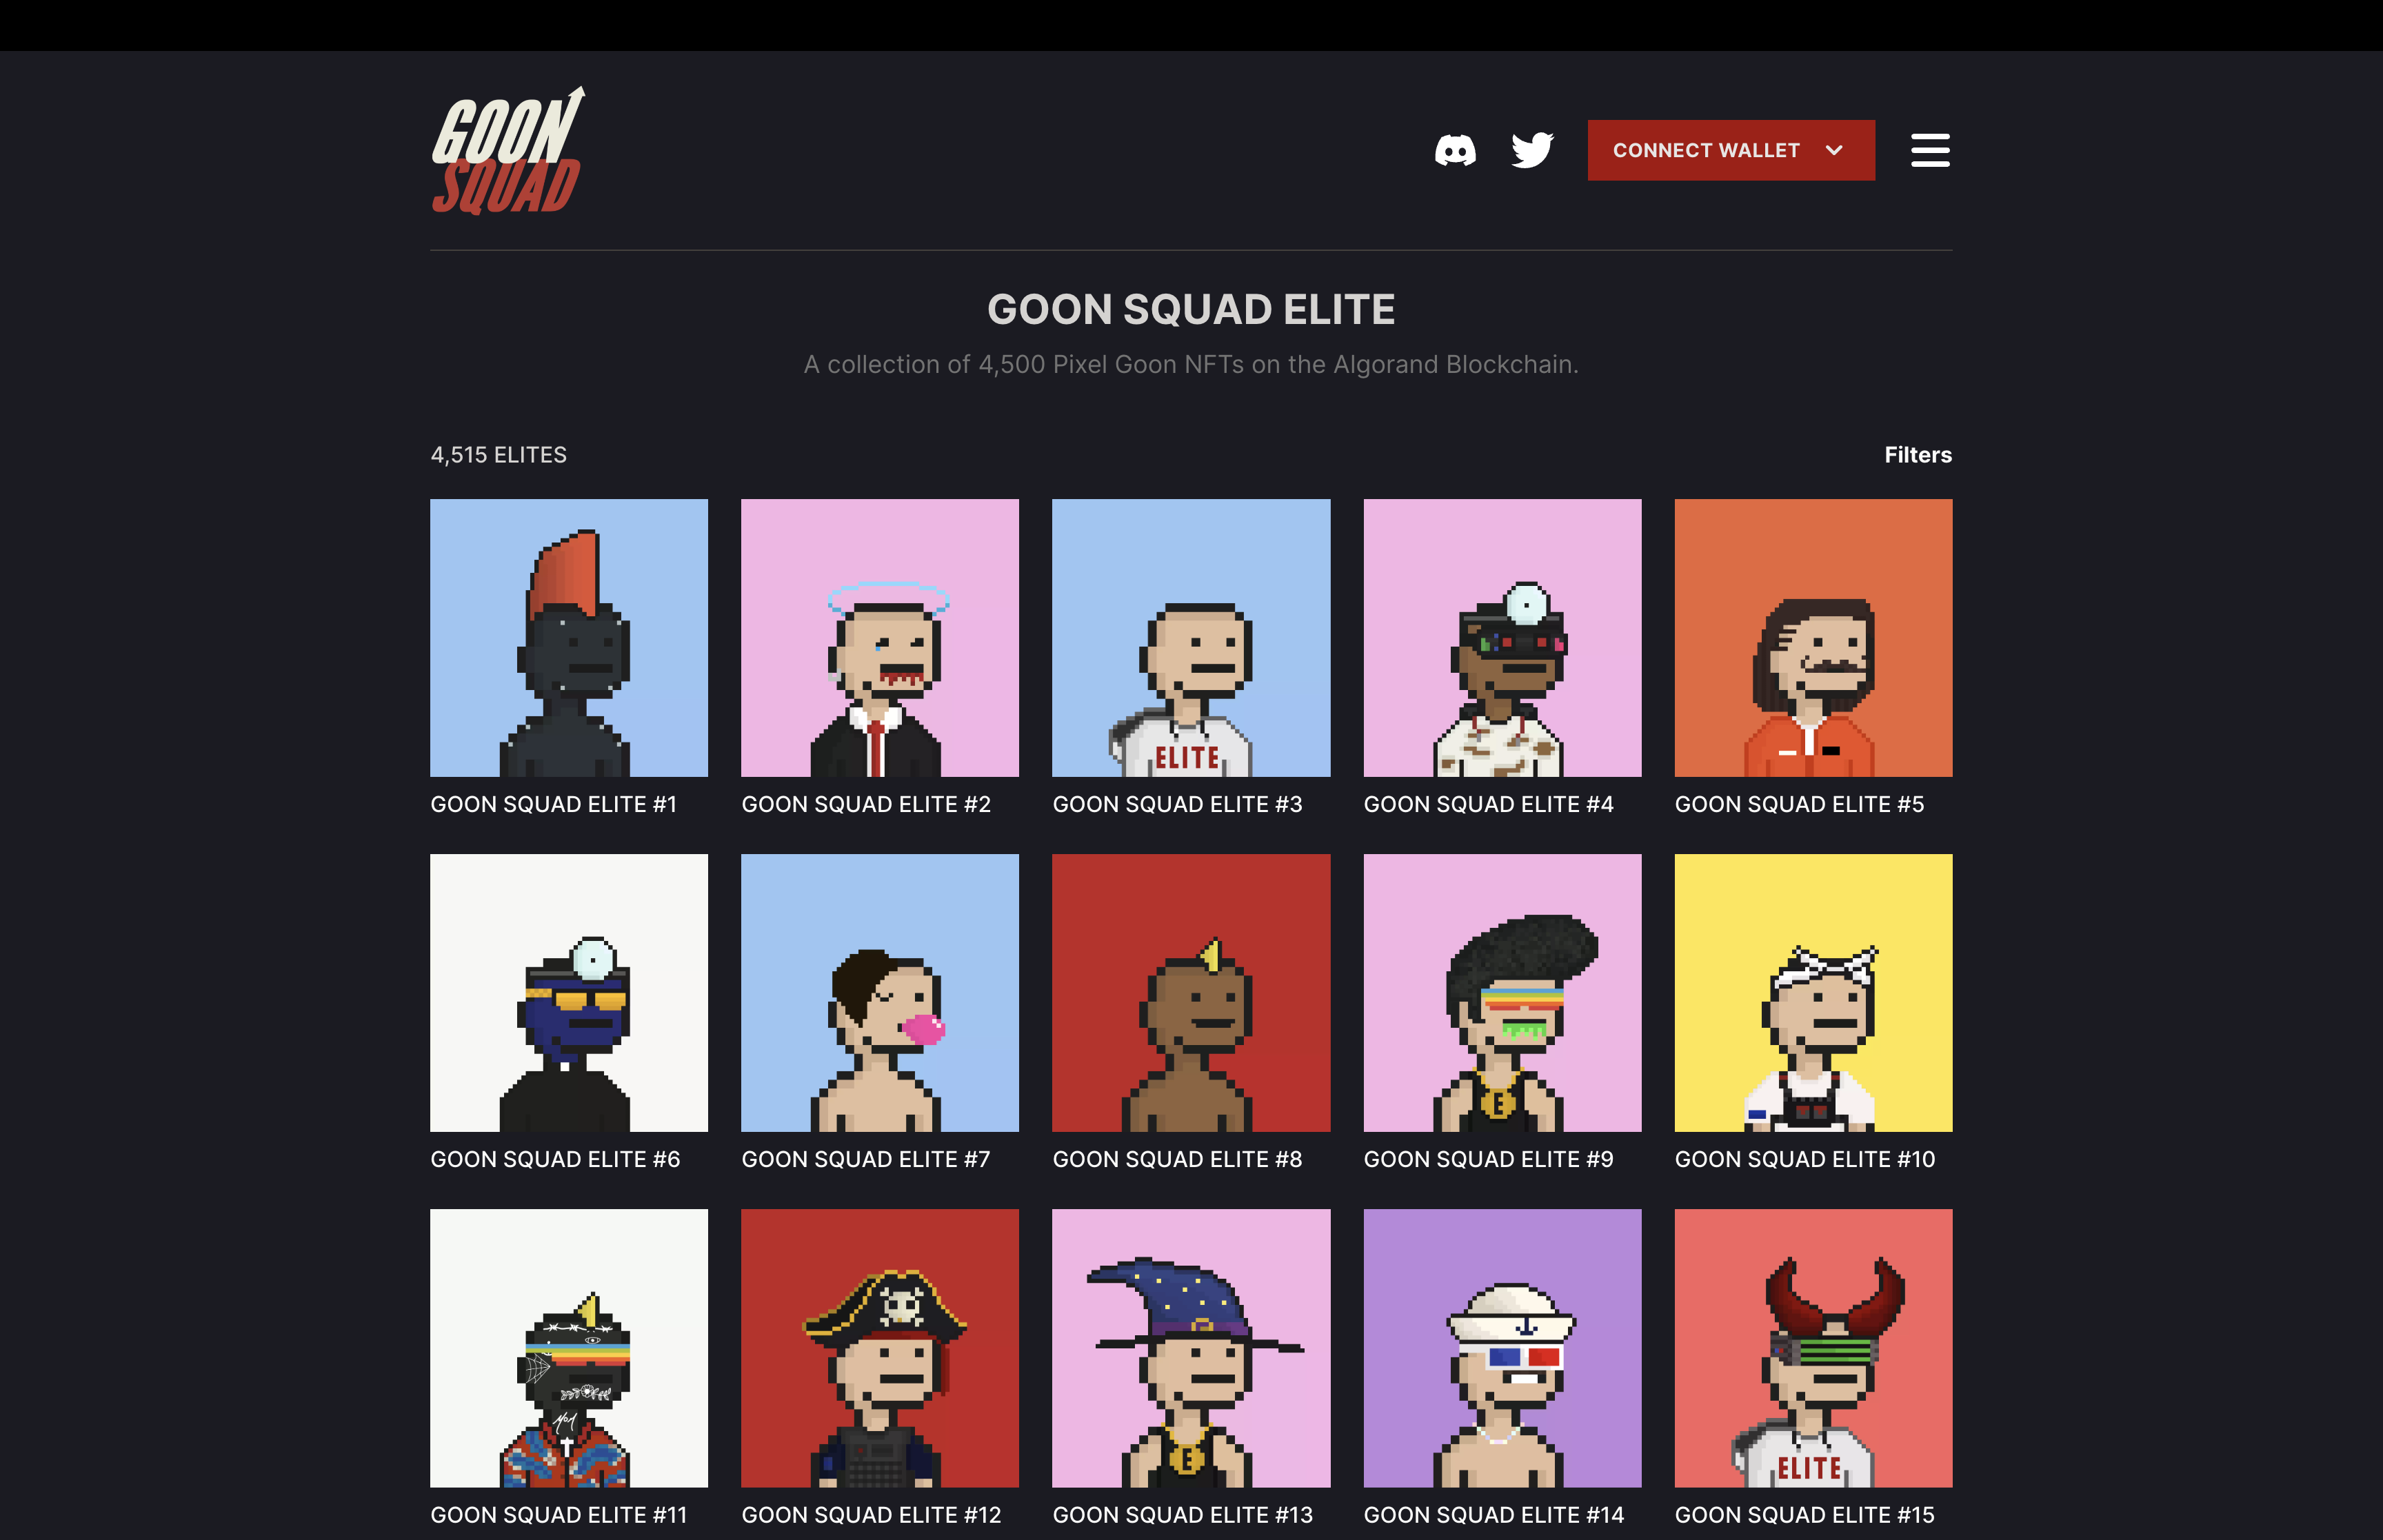 GOON
SQUAD
CONNECT WALLET
GOON SQUAD ELITE
A collection of 4,500 Pixel Goon NFTs on the Algorand Blockchain.
4,515 ELITES
Filters
ELITE
GOON SQUAD ELITE #1
GOON SQUAD ELITE #2
GOON SQUAD ELITE #3
GOON SQUAD ELITE #4
GOON SQUAD ELITE #5
E
GOON SQUAD ELITE #6
GOON SQUAD ELITE #7
GOON SQUAD ELITE #8
GOON SQUAD ELITE #9
GOON SQUAD ELITE #10
Mom
E
ELITE
GOON SQUAD ELITE #11
GOON SQUAD ELITE #12
GOON SQUAD ELITE #13
GOON SQUAD ELITE #14
GOON SQUAD ELITE #15